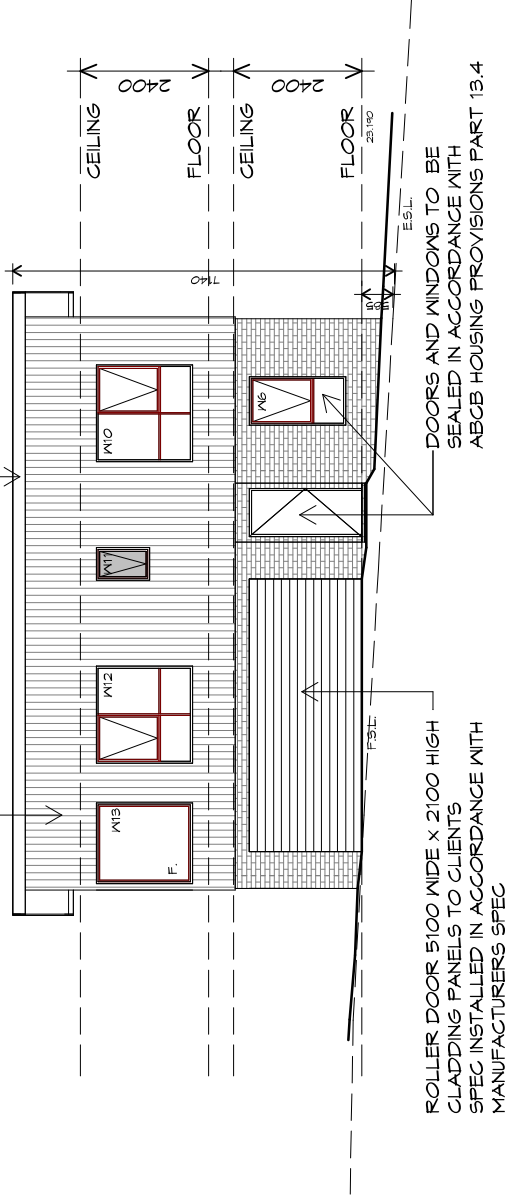 W13
F.
W12
W11
W10
7140
CEILING
2400
FLOOR
CEILING
2400
FLOOR
23.190
W6
F.S.L.
E.S.L.
ROLLER DOOR 5100 WIDE x 2100 HIGH
CLADDING PANELS TO CLIENTS
SPEC INSTALLED IN ACCORDANCE WITH
MANUFACTURERS SPEC
DOORS AND WINDOWS TO BE
SEALED IN ACCORDANCE WITH
ABCB HOUSING PROVISIONS PART 13.4